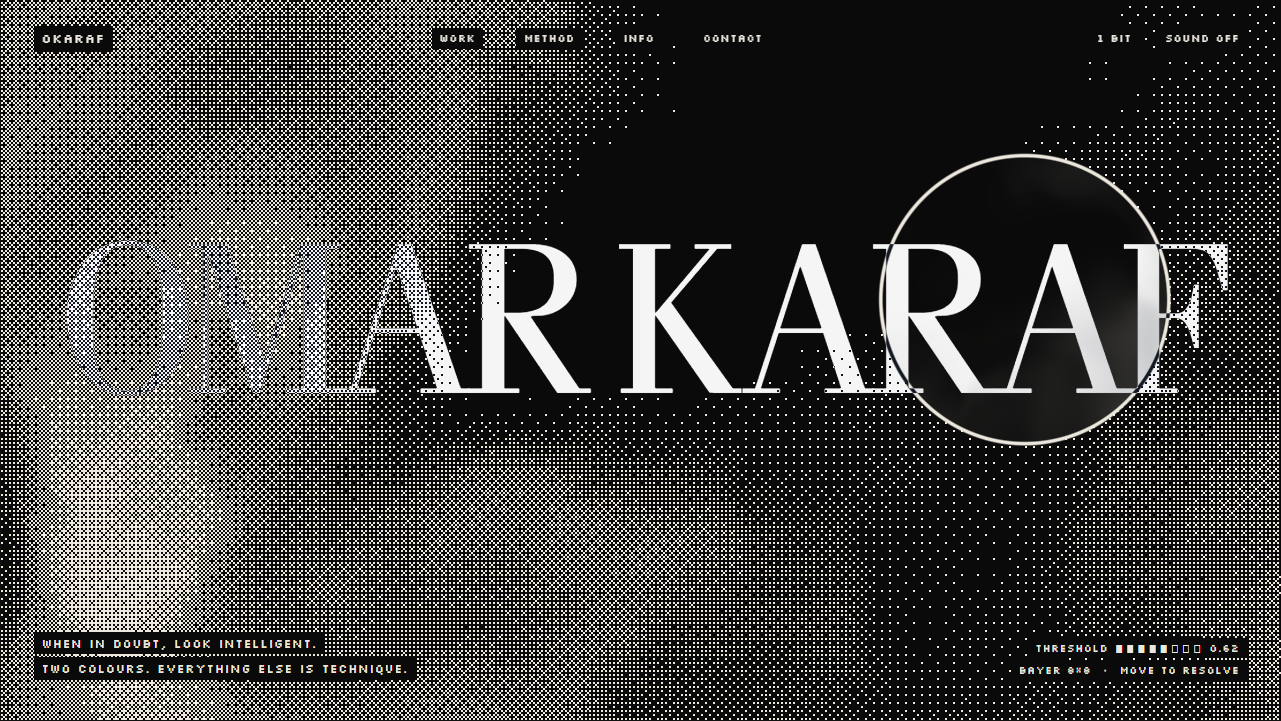 OKARAF
WORK METHOD INFO CONTACT
1 BIT · SOUND OFF
OMAR KARAF
WHEN IN DOUBT, LOOK INTELLIGENT.
TWO COLOURS. EVERYTHING ELSE IS TECHNIQUE.
THRESHOLD ■■■■■□□□ 0.62
BAYER 8×8 · MOVE TO RESOLVE